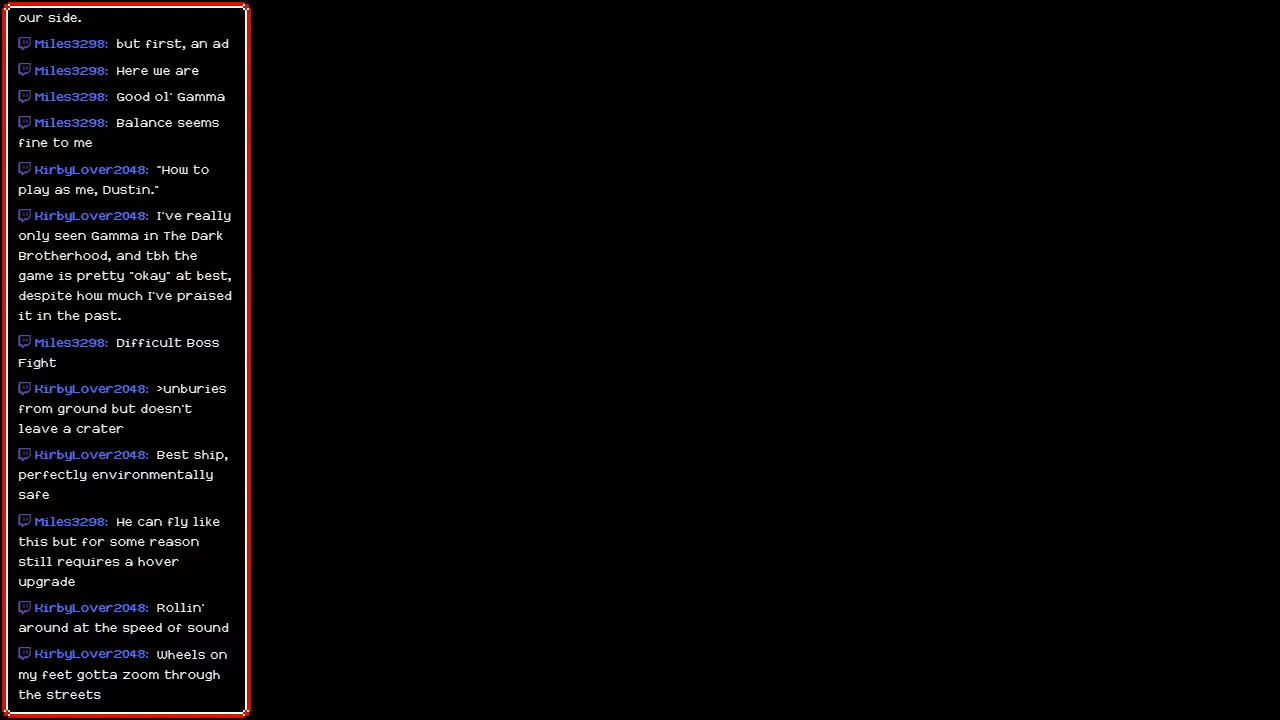 our side.
Miles3298: but first, an ad
Miles3298: Here we are
Miles3298: Good ol' Gamma
Miles3298: Balance seems
fine to me
KirbyLover2048: "How to
play as me, Dustin."
KirbyLover2048: I've really
only seen Gamma in The Dark
Brotherhood, and tbh the
game is pretty "okay" at best,
despite how much I've praised
it in the past.
Miles3298: Difficult Boss
Fight
KirbyLover2048: >unburies
from ground but doesn't
leave a crater
KirbyLover2048: Best ship,
perfectly environmentally
safe
Miles3298: He can fly like
this but for some reason
still requires a hover
upgrade
KirbyLover2048: Rollin'
around at the speed of sound
KirbyLover2048: Wheels on
my feet gotta zoom through
the streets